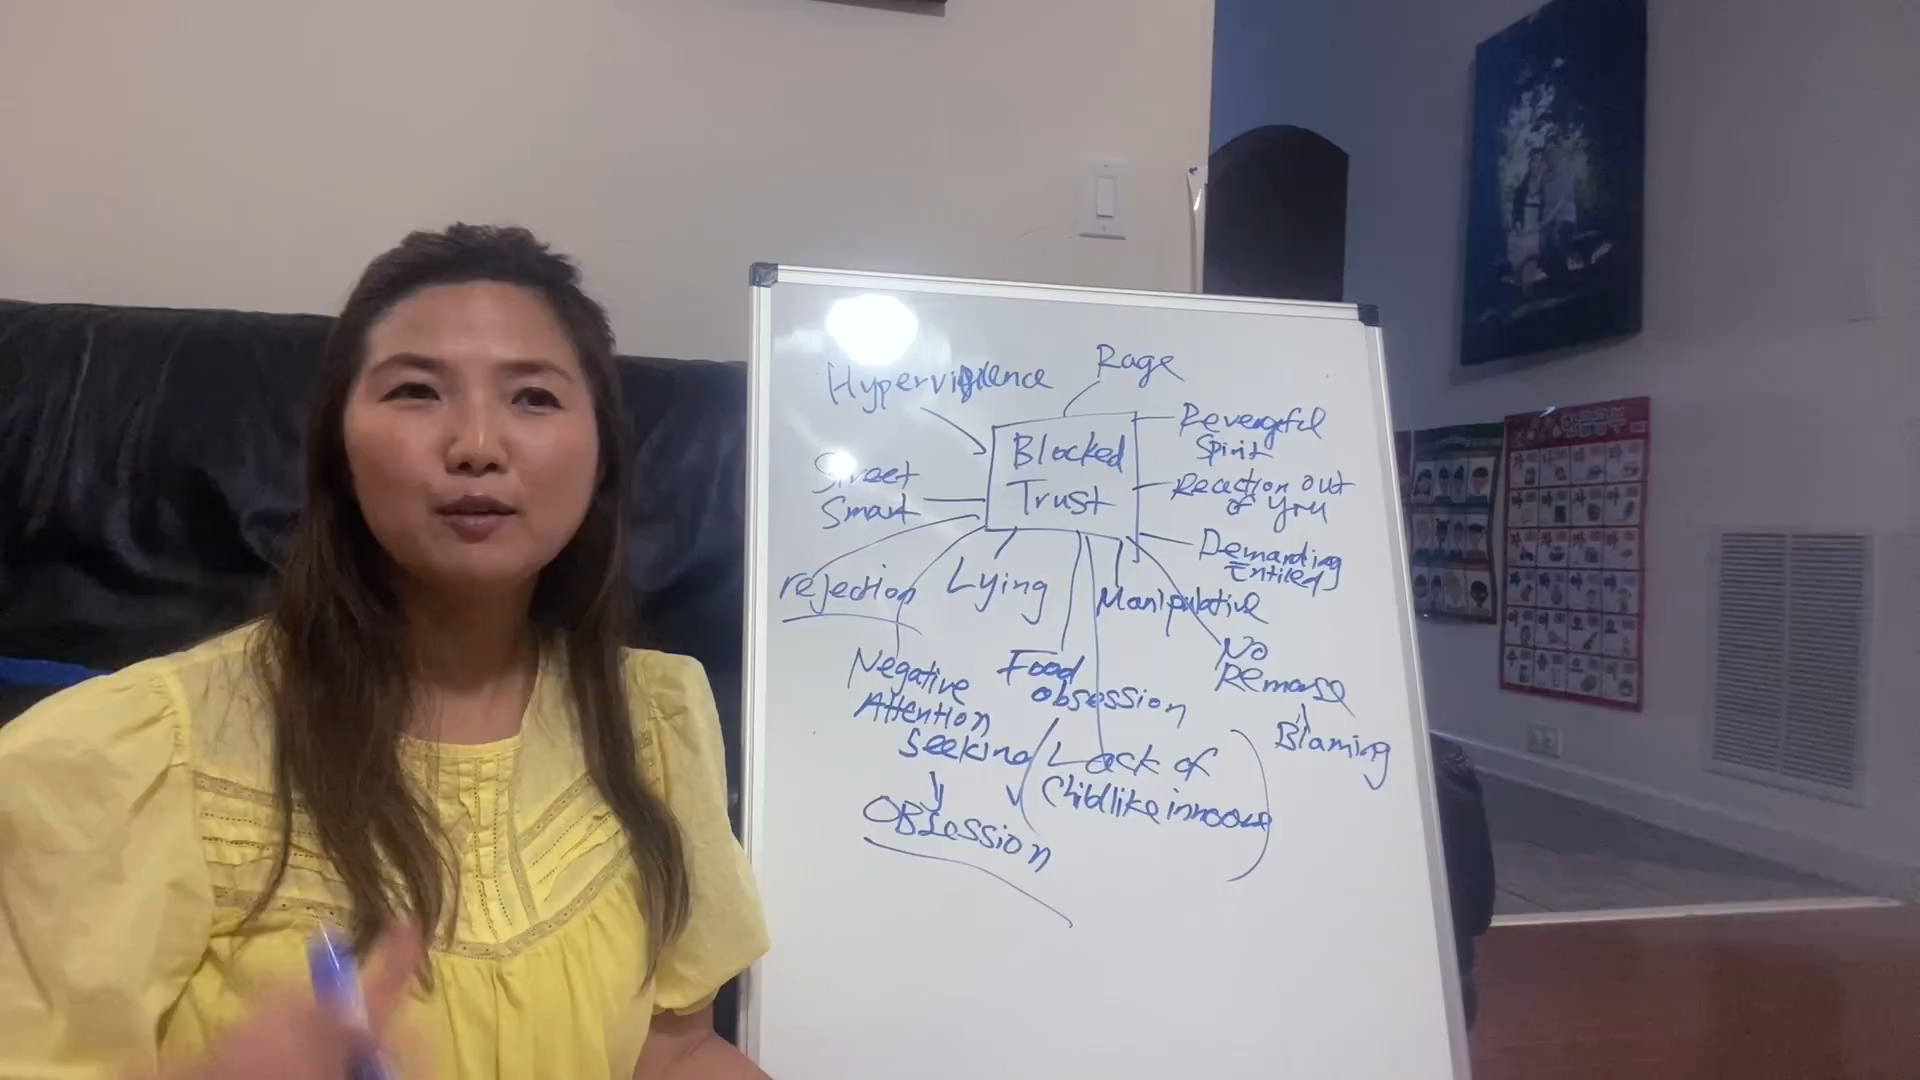 Rage
Hypervigilence
Revengeful
Spirit
Blocked
Trust
Street
Smart
Reaction out
of you
Demanding
Entiled
rejection
Lying
Manipulative
No
Remorse
Blaming
Negative
Attention
Seeking
Obsession
Food
obsession
Lack of
Childlike